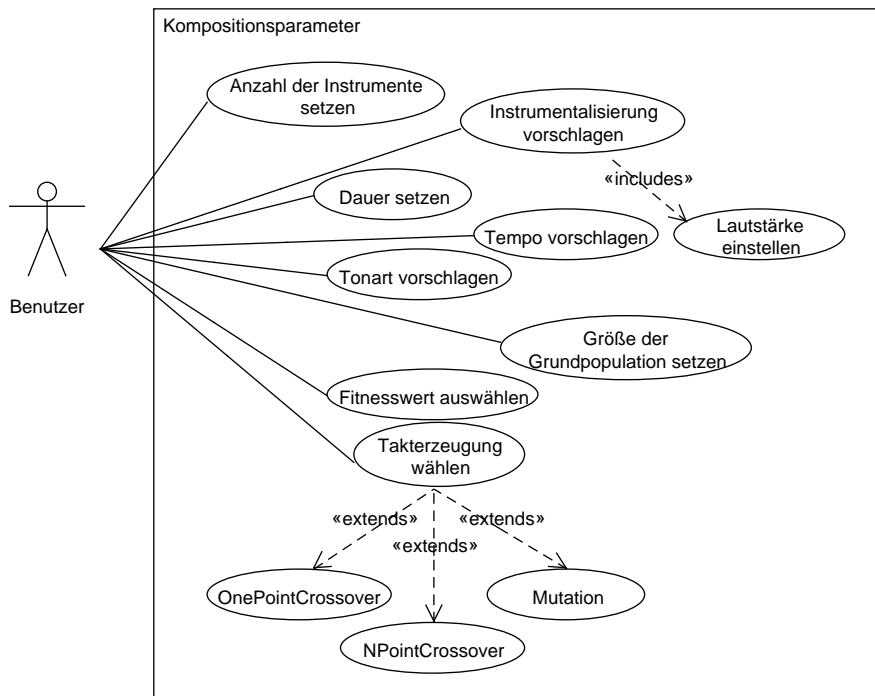 Kompositionsparameter
Anzahl der Instrumente
setzen
Instrumentalisierung
vorschlagen
«includes»
Dauer setzen
Lautstärke
einstellen
Tempo vorschlagen
Tonart vorschlagen
Benutzer
Größe der
Grundpopulation setzen
Fitnesswert auswählen
Takterzeugung
wählen
«extends»
«extends»
«extends»
OnePointCrossover
Mutation
NPointCrossover